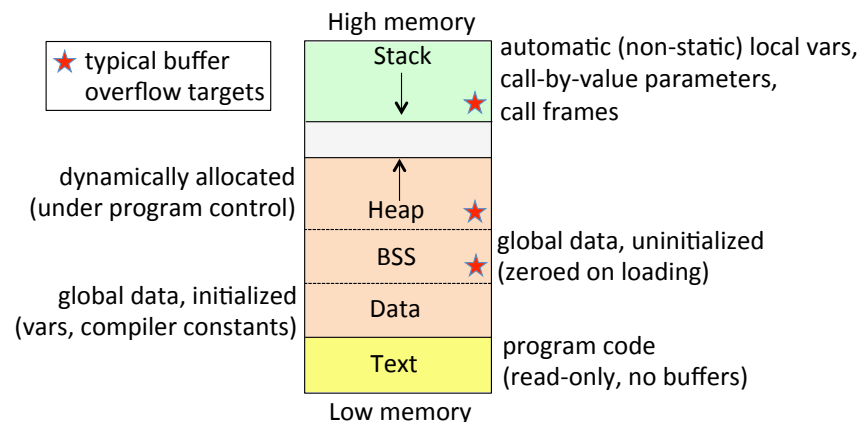 High memory
typical buffer
overflow targets
Stack
automatic (non-static) local vars,
call-by-value parameters,
call frames
dynamically allocated
(under program control)
Heap
BSS
global data, uninitialized
(zeroed on loading)
global data, initialized
(vars, compiler constants)
Data
Text
program code
(read-only, no buffers)
Low memory